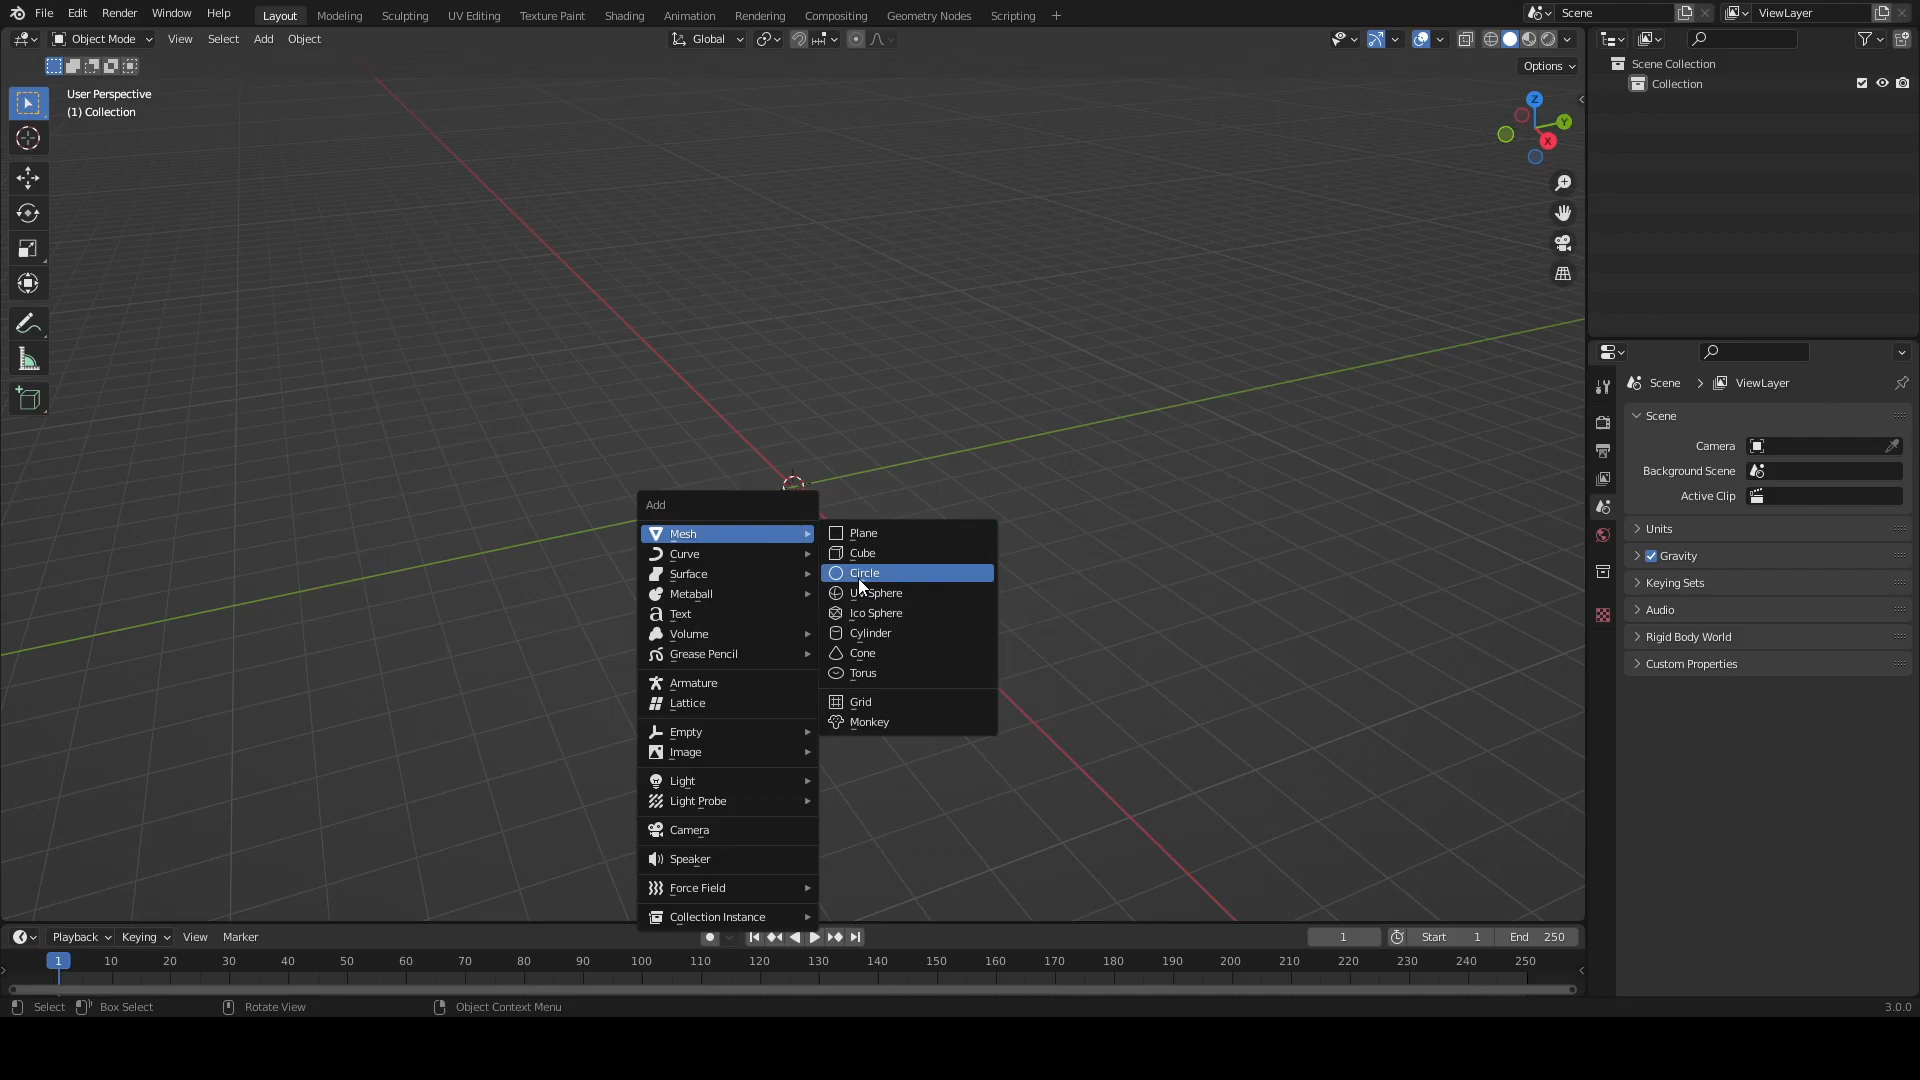 File Edit Render Window Help Layout Modeling Sculpting UV Editing Texture Paint Shading Animation Rendering Compositing Geometry Nodes Scripting + Scene ViewLayer
Object Mode View Select Add Object Global
Options
User Perspective
(1) Collection
Z
Y
X
Scene Collection
Collection
Scene > ViewLayer
Scene
Camera
Background Scene
Active Clip
Units
Gravity
Keying Sets
Audio
Rigid Body World
Custom Properties
Add
Mesh
Curve
Surface
Metaball
Text
Volume
Grease Pencil
Armature
Lattice
Empty
Image
Light
Light Probe
Camera
Speaker
Force Field
Collection Instance
Plane
Cube
Circle
UV Sphere
Ico Sphere
Cylinder
Cone
Torus
Grid
Monkey
Playback Keying View Marker 1 Start 1 End 250
1 10 20 30 40 50 60 70 80 90 100 110 120 130 140 150 160 170 180 190 200 210 220 230 240 250
Select Box Select Rotate View Object Context Menu 3.0.0